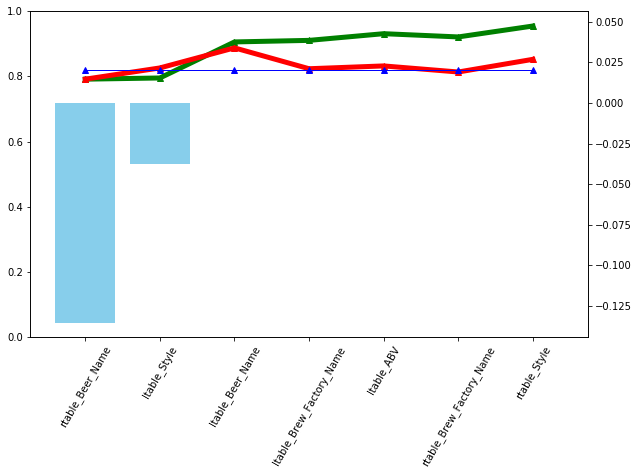 1.0
0.8
0.6
0.4
0.2
0.0
0.050
0.025
0.000
−0.025
−0.050
−0.075
−0.100
−0.125
rtable_Beer_Name
ltable_Style
ltable_Beer_Name
ltable_Brew_Factory_Name
ltable_ABV
rtable_Brew_Factory_Name
rtable_Style